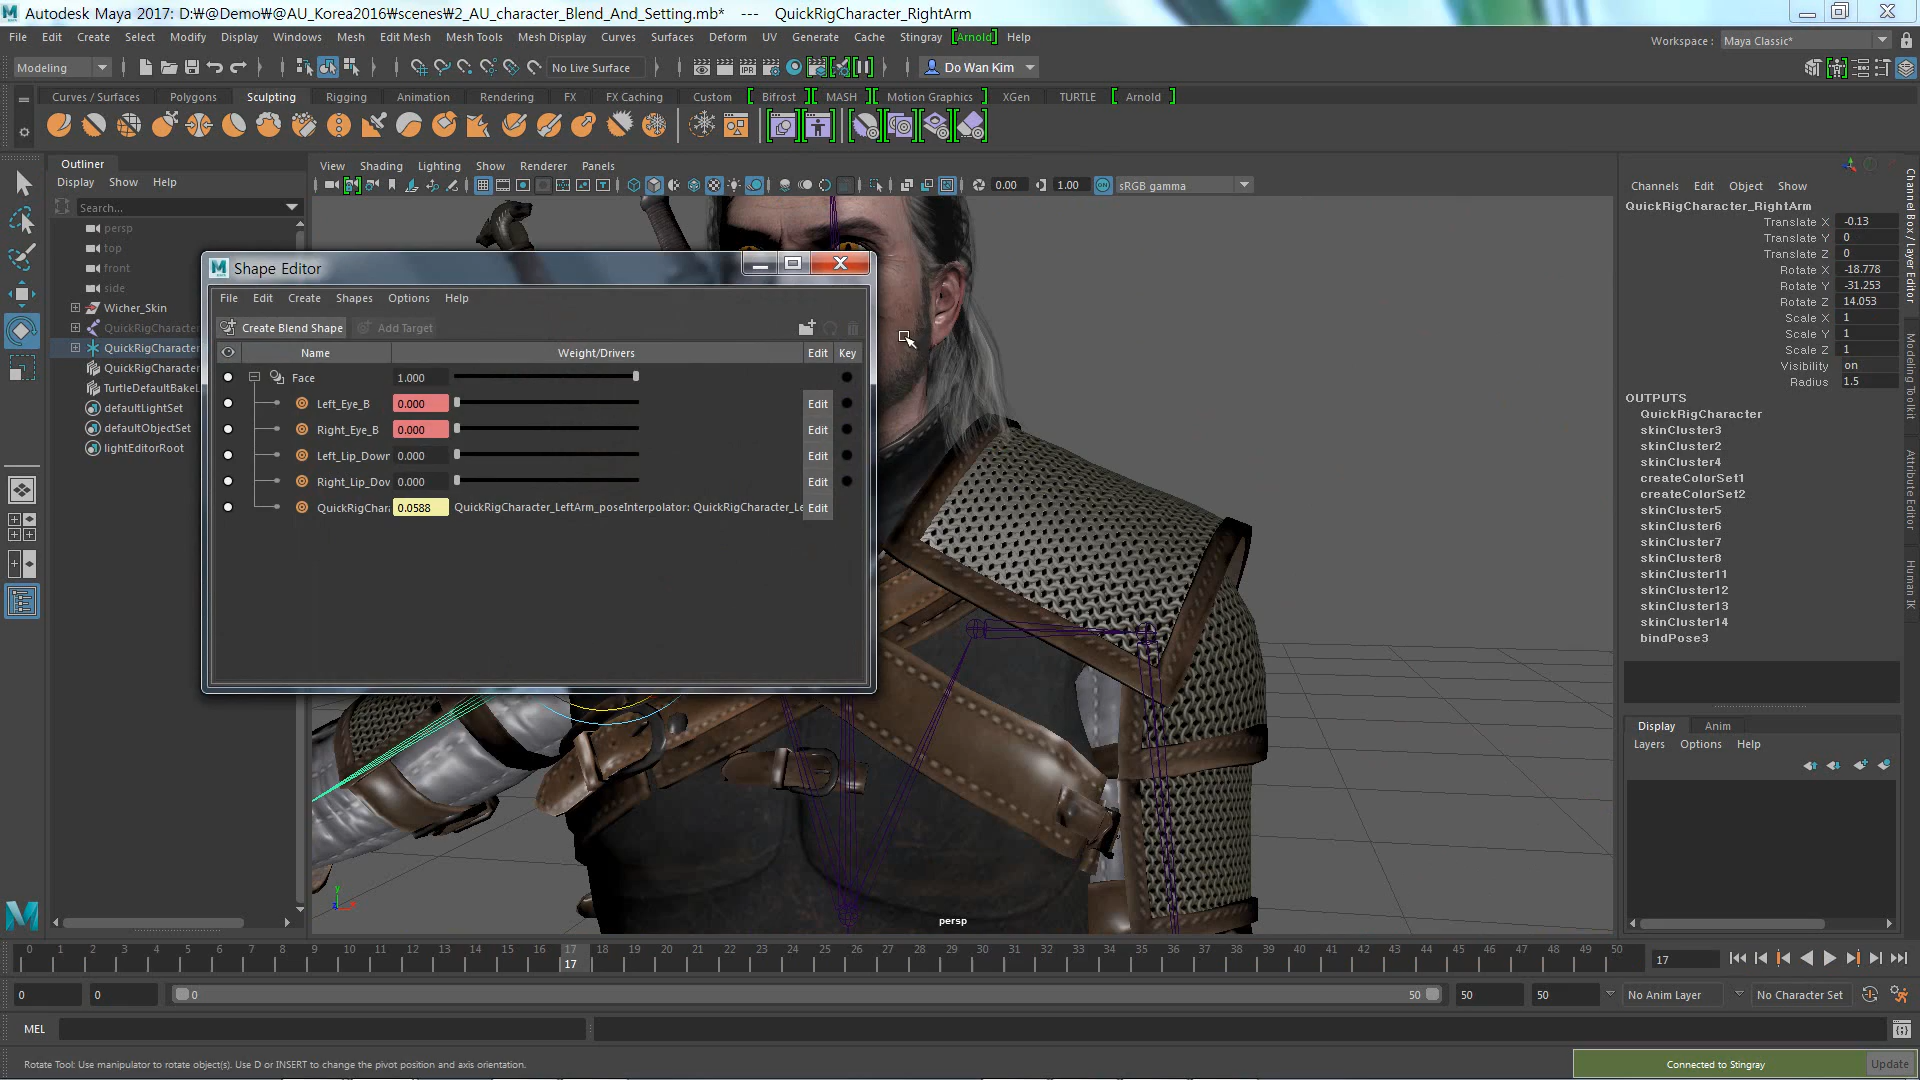 Autodesk Maya 2017: D:₩@Demo₩@AU_Korea2016₩scenes₩2_AU_character_Blend_And_Setting.mb* --- QuickRigCharacter_RightArm
File Edit Create Select Modify Display Windows Mesh Edit Mesh Mesh Tools Mesh Display Curves Surfaces Deform UV Generate Cache Stingray [Arnold] Help
Workspace : Maya Classic*
Modeling No Live Surface IPR Do Wan Kim
Curves / Surfaces Polygons Sculpting Rigging Animation Rendering FX FX Caching Custom [ Bifrost ] [ MASH ] [ Motion Graphics ] XGen TURTLE [ Arnold ]
Outliner
Display Show Help
Search...
persp
top
front
side
Wicher_Skin
QuickRigCharacter
QuickRigCharacter
QuickRigCharacter
TurtleDefaultBakeL
defaultLightSet
defaultObjectSet
lightEditorRoot
View Shading Lighting Show Renderer Panels
0.00 1.00 ON sRGB gamma
Shape Editor
File Edit Create Shapes Options Help
Create Blend Shape Add Target
Name Weight/Drivers Edit Key
Face 1.000
Left_Eye_B 0.000 Edit
Right_Eye_B 0.000 Edit
Left_Lip_Down 0.000 Edit
Right_Lip_Dov 0.000 Edit
QuickRigChar 0.0588 QuickRigCharacter_LeftArm_poseInterpolator: QuickRigCharacter_Le Edit
persp
y
z
Channels Edit Object Show
QuickRigCharacter_RightArm
Translate X -0.13
Translate Y 0
Translate Z 0
Rotate X -18.778
Rotate Y -31.253
Rotate Z 14.053
Scale X 1
Scale Y 1
Scale Z 1
Visibility on
Radius 1.5
OUTPUTS
QuickRigCharacter
skinCluster3
skinCluster2
skinCluster4
createColorSet1
createColorSet2
skinCluster5
skinCluster6
skinCluster7
skinCluster8
skinCluster11
skinCluster12
skinCluster13
skinCluster14
bindPose3
Display Anim
Layers Options Help
Channel Box / Layer Editor
Modeling Toolkit
Attribute Editor
Human IK
0 1 2 3 4 5 6 7 8 9 10 11 12 13 14 15 16 17 18 19 20 21 22 23 24 25 26 27 28 29 30 31 32 33 34 35 36 37 38 39 40 41 42 43 44 45 46 47 48 49 50
17 17
0 0 0 50 50 50 No Anim Layer No Character Set
MEL
Rotate Tool: Use manipulator to rotate object(s). Use D or INSERT to change the pivot position and axis orientation.
Connected to Stingray Update